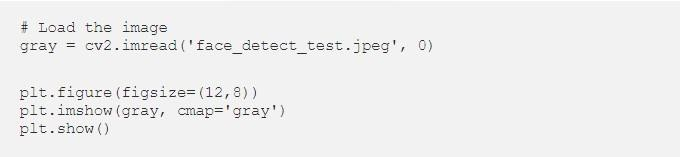 # Load the image
gray = cv2.imread('face_detect_test.jpeg', 0)
plt.figure(figsize=(12,8))
plt.imshow(gray, cmap='gray')
plt.show()